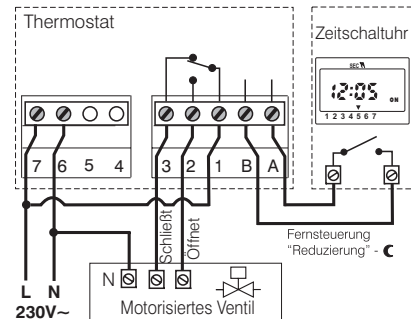 Thermostat
Zeitschaltuhr
SEC
12:05
ON
1 2 3 4 5 6 7
7 6 5 4 3 2 1 B A
Schließt
Öffnet
Fernsteuerung
"Reduzierung" -
N
L N
230V~
Motorisiertes Ventil